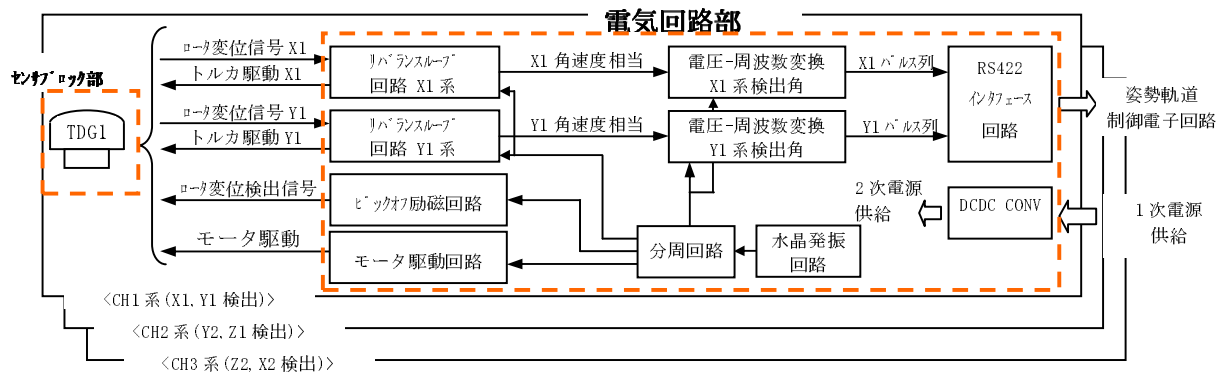 電気回路部
センサブロック部
TDG1
ロータ変位信号 X1
トルカ駆動 X1
ロータ変位信号 Y1
トルカ駆動 Y1
ロータ変位検出信号
モータ駆動
リバランスループ
回路 X1 系
リバランスループ
回路 Y1 系
ピックオフ励磁回路
モータ駆動回路
X1 角速度相当
Y1 角速度相当
電圧-周波数変換
X1 系検出角
電圧-周波数変換
Y1 系検出角
X1 パルス列
Y1 パルス列
RS422
インタフェース
回路
姿勢軌道
制御電子回路
2 次電源
供給
DCDC CONV
1 次電源
供給
分周回路
水晶発振
回路
<CH1 系(X1,Y1 検出)>
<CH2 系(Y2,Z1 検出)>
<CH3 系(Z2,X2 検出)>